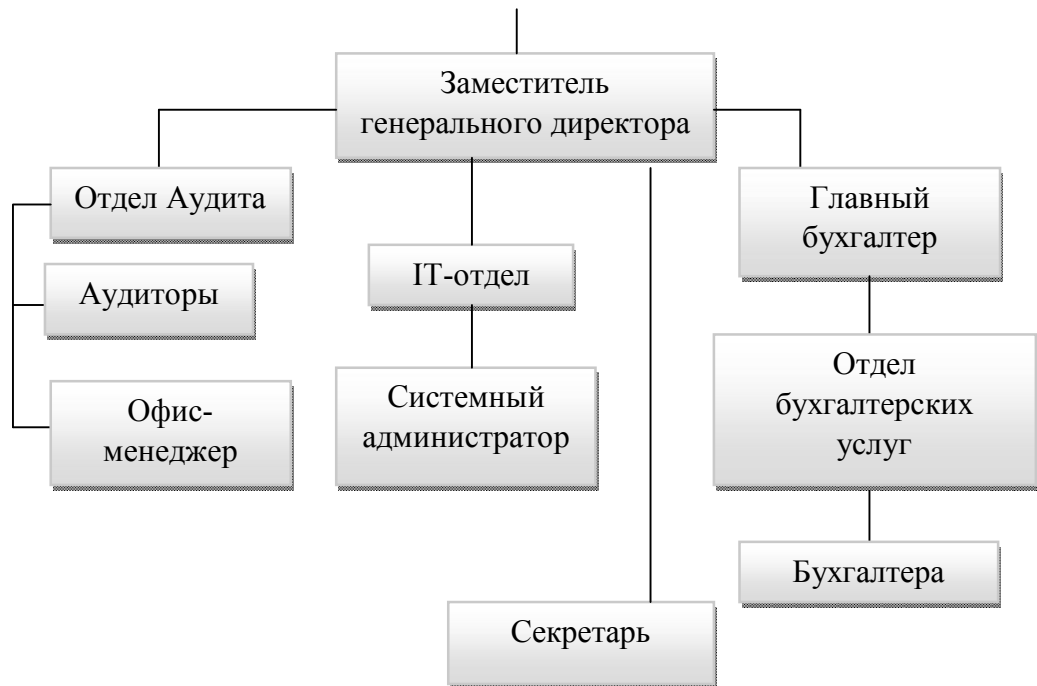 Заместитель
генерального директора
Отдел Аудита
Аудиторы
Офис-
менеджер
IT-отдел
Системный
администратор
Секретарь
Главный
бухгалтер
Отдел
бухгалтерских
услуг
Бухгалтера